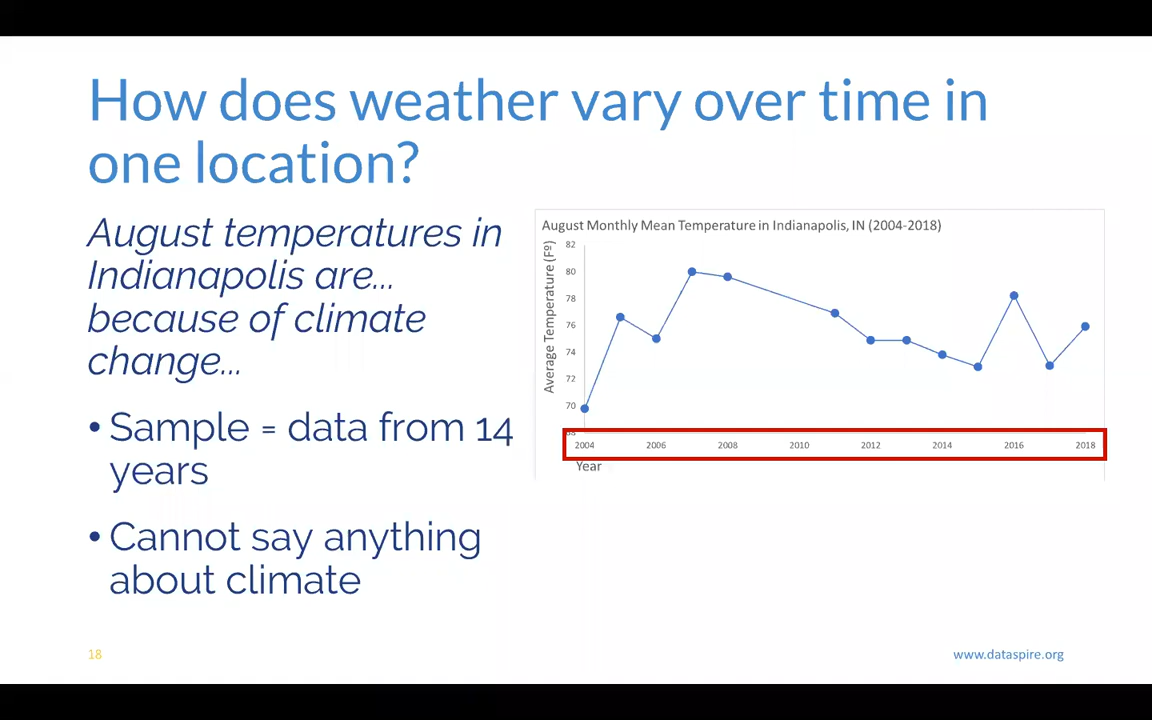 How does weather vary over time in
one location?
August temperatures in
Indianapolis are...
because of climate
change...
• Sample = data from 14
years
• Cannot say anything
about climate
August Monthly Mean Temperature in Indianapolis, IN (2004-2018)
Average Temperature (Fº)
82
80
78
76
74
72
70
2004 2006 2008 2010 2012 2014 2016 2018
Year
18
www.dataspire.org